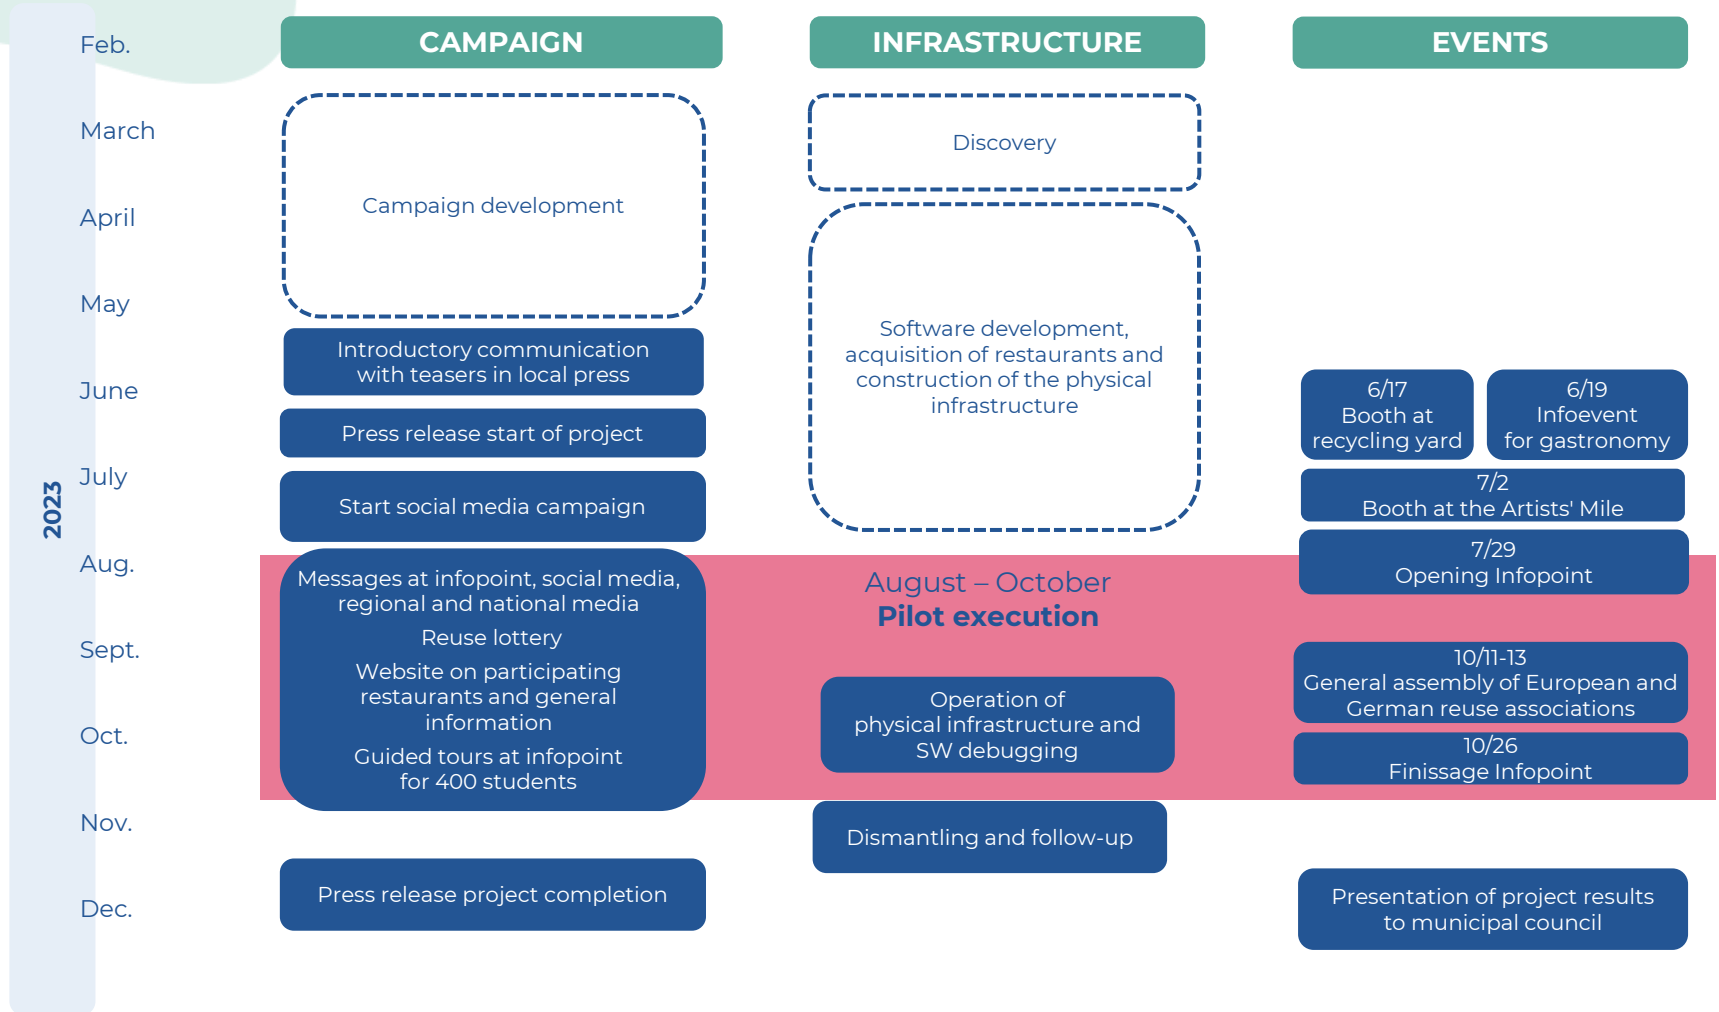 2023
Feb.
March
April
May
June
July
Aug.
Sept.
Oct.
Nov.
Dec.
CAMPAIGN
Campaign development
Introductory communication
with teasers in local press
Press release start of project
Start social media campaign
Messages at infopoint, social media,
regional and national media
Reuse lottery
Website on participating
restaurants and general
information
Guided tours at infopoint
for 400 students
Press release project completion
INFRASTRUCTURE
Discovery
Software development,
acquisition of restaurants and
construction of the physical
infrastructure
August – October
Pilot execution
Operation of
physical infrastructure and
SW debugging
Dismantling and follow-up
EVENTS
6/17
Booth at
recycling yard
6/19
Infoevent
for gastronomy
7/2
Booth at the Artists' Mile
7/29
Opening Infopoint
10/11-13
General assembly of European and
German reuse associations
10/26
Finissage Infopoint
Presentation of project results
to municipal council